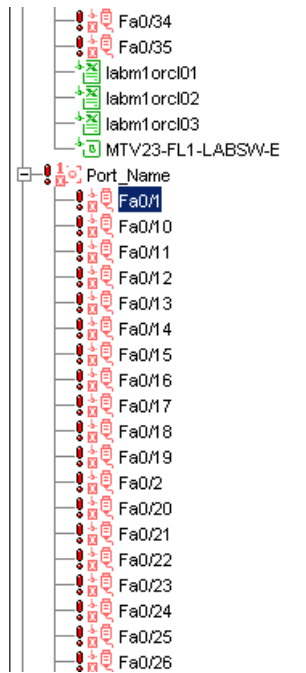 Fa0/34
Fa0/35
labm1orcl01
labm1orcl02
labm1orcl03
MTV23-FL1-LABSW-E
Port_Name
Fa0/1
Fa0/10
Fa0/11
Fa0/12
Fa0/13
Fa0/14
Fa0/15
Fa0/16
Fa0/17
Fa0/18
Fa0/19
Fa0/2
Fa0/20
Fa0/21
Fa0/22
Fa0/23
Fa0/24
Fa0/25
Fa0/26